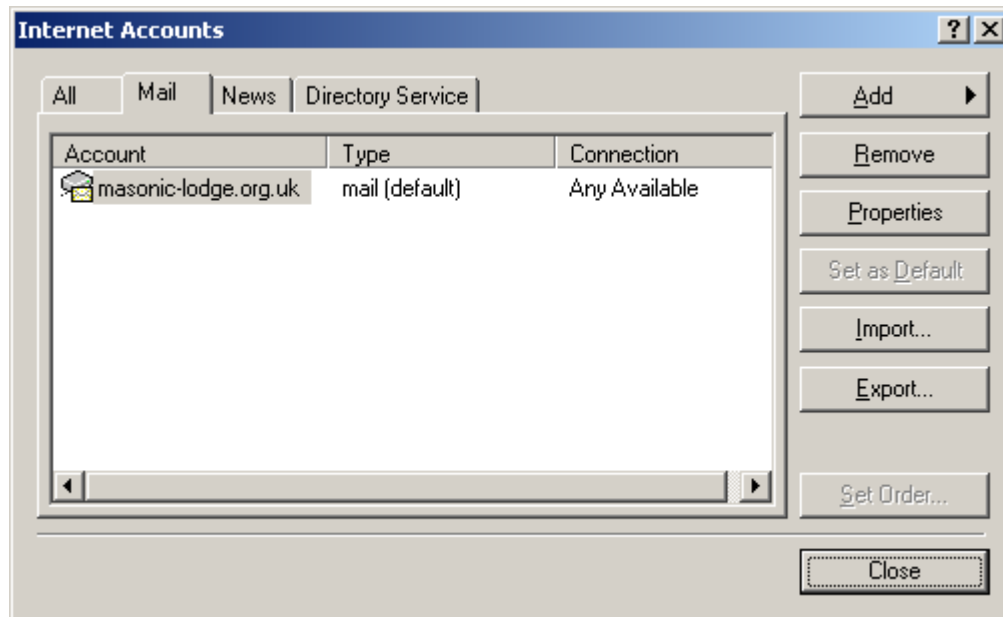 Internet Accounts
All Mail News Directory Service
Add
Account Type Connection
Remove
masonic-lodge.org.uk mail (default) Any Available
Properties
Set as Default
Import...
Export...
Set Order...
Close